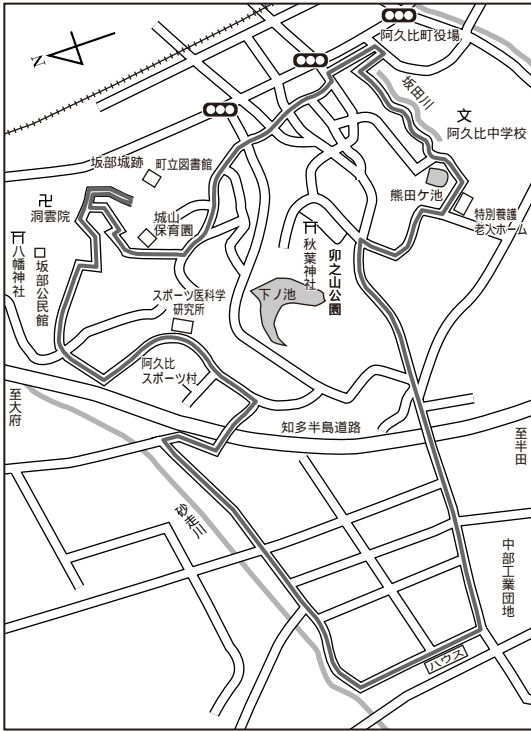 阿久比町役場
N
坂田川
文
阿久比中学校
坂部城跡
町立図書館
卍
洞雲院
城山
保育園
熊田ケ池
特別養護
老人ホーム
八幡神社
坂部公民館
秋葉神社
卯之山公園
スポーツ医科学
研究所
下ノ池
阿久比
スポーツ村
至大府
知多半島道路
至半田
砂走川
中部工業団地
ハウス